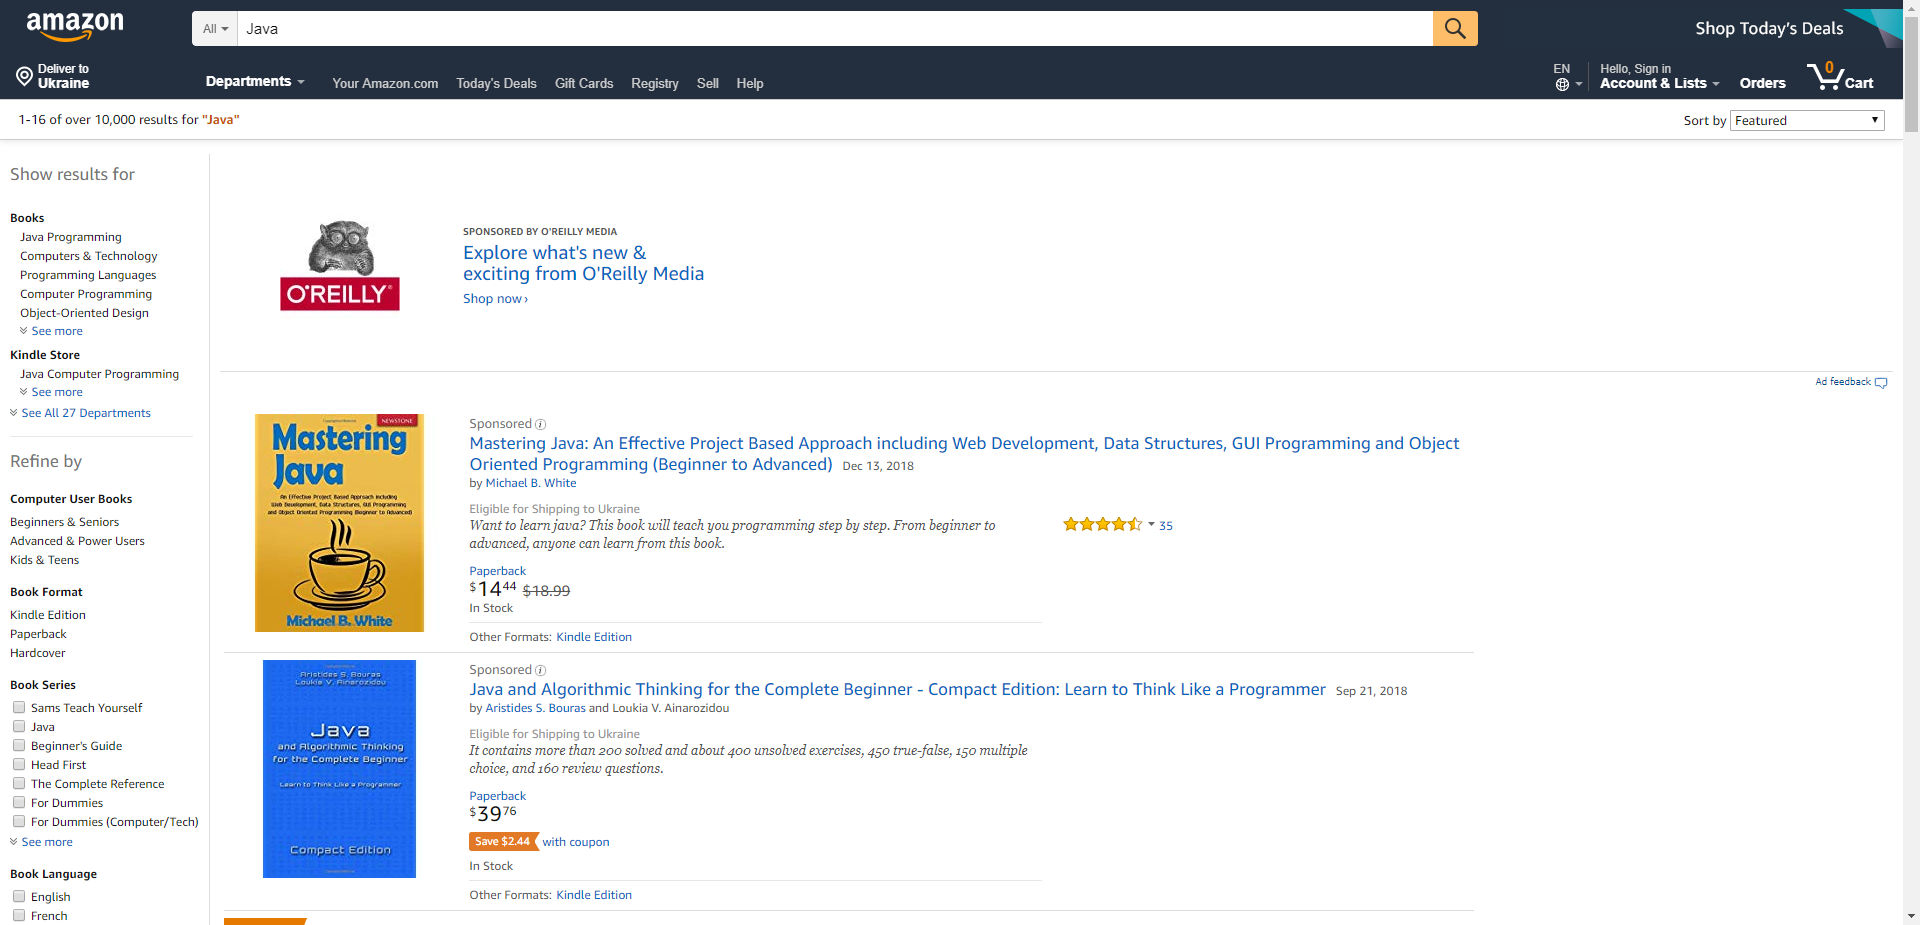 amazon
All
Java
Shop Today's Deals
Deliver to
Ukraine
Departments
Your Amazon.com
Today's Deals
Gift Cards
Registry
Sell
Help
EN
Hello, Sign in
Account & Lists
Orders
0
Cart
1-16 of over 10,000 results for "Java"
Sort by Featured
Show results for
Books
Java Programming
Computers & Technology
Programming Languages
Computer Programming
Object-Oriented Design
See more
Kindle Store
Java Computer Programming
See more
See All 27 Departments
Refine by
Computer User Books
Beginners & Seniors
Advanced & Power Users
Kids & Teens
Book Format
Kindle Edition
Paperback
Hardcover
Book Series
Sams Teach Yourself
Java
Beginner's Guide
Head First
The Complete Reference
For Dummies
For Dummies (Computer/Tech)
See more
Book Language
English
French
O'REILLY®
SPONSORED BY O'REILLY MEDIA
Explore what's new &
exciting from O'Reilly Media
Shop now ›
Ad feedback
NEWSTONE
Mastering
Java
An Effective Project Based Approach including
Web Development, Data Structures, GUI Programming
and Object Oriented Programming (Beginner to Advanced)
Michael B. White
Sponsored
Mastering Java: An Effective Project Based Approach including Web Development, Data Structures, GUI Programming and Object
Oriented Programming (Beginner to Advanced) Dec 13, 2018
by Michael B. White
Eligible for Shipping to Ukraine
Want to learn java? This book will teach you programming step by step. From beginner to
advanced, anyone can learn from this book.
35
Paperback
$14 44 $18.99
In Stock
Other Formats: Kindle Edition
Aristides S. Bouras
Loukia V. Ainarozidou
Java
and Algorithmic Thinking
for the Complete Beginner
Learn to Think Like a Programmer
Compact Edition
Sponsored
Java and Algorithmic Thinking for the Complete Beginner - Compact Edition: Learn to Think Like a Programmer Sep 21, 2018
by Aristides S. Bouras and Loukia V. Ainarozidou
Eligible for Shipping to Ukraine
It contains more than 200 solved and about 400 unsolved exercises, 450 true-false, 150 multiple
choice, and 160 review questions.
Paperback
$39 76
Save $2.44 with coupon
In Stock
Other Formats: Kindle Edition